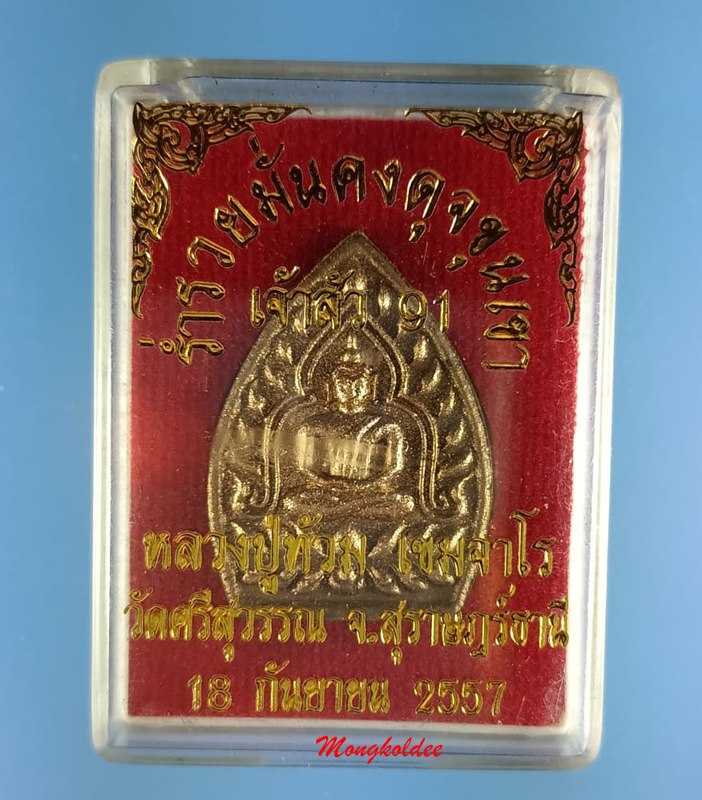 ร่ำรวยมั่นคงดุจขุนเขา
เจ้าสัว 91
หลวงปู่ท้วม เขมจาโร
วัดศรีสุวรรณ จ.สุราษฎร์ธานี
18 กันยายน 2557
Mongkoldee